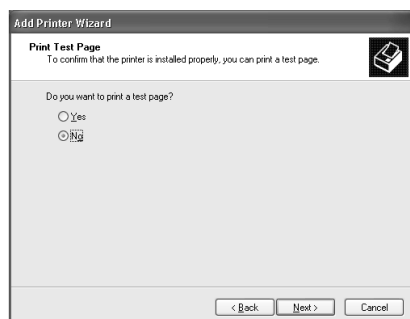 Add Printer Wizard
Print Test Page
To confirm that the printer is installed properly, you can print a test page.
Do you want to print a test page?
Yes
No
< Back
Next >
Cancel